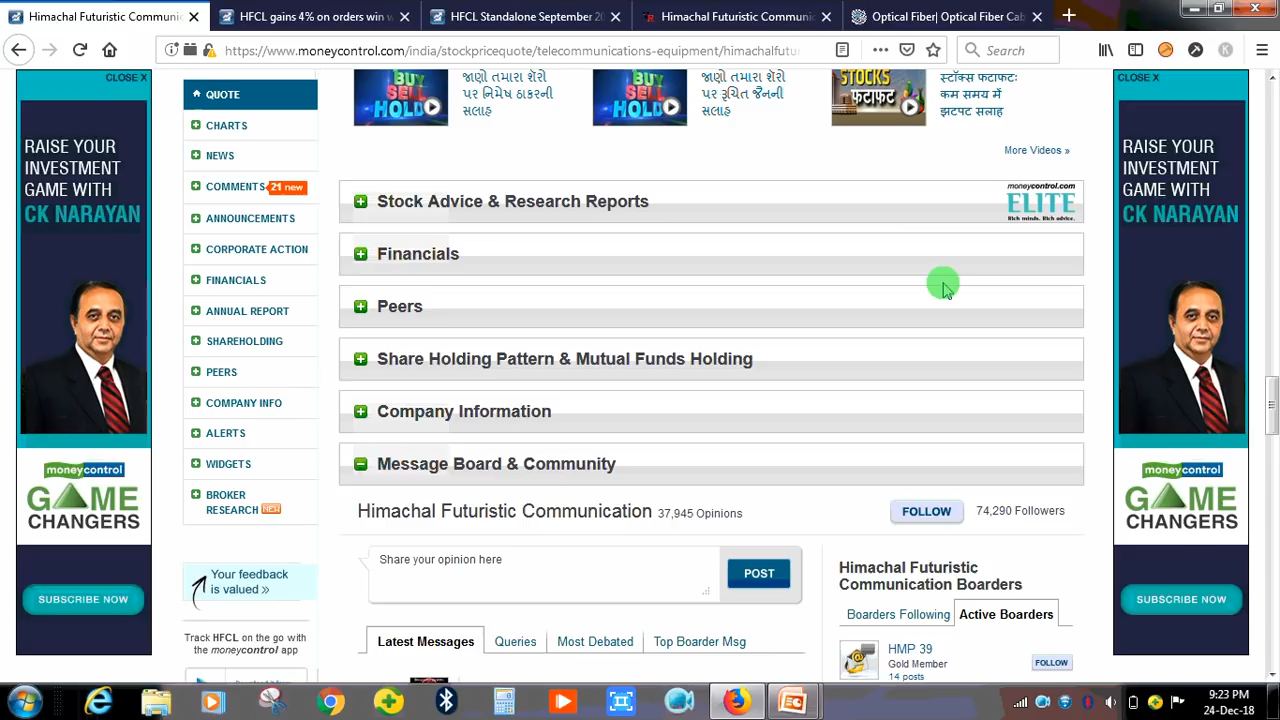 Himachal Futuristic Communic
HFCL gains 4% on orders win w
HTL Standalone September 20
Himachal Futuristic Communic
Optical Fiber| Optical Fiber Cab
https://www.moneycontrol.com/india/stockpricequote/telecommunications-equipment/himachalfutu
Search
CLOSE X
RAISE YOUR
INVESTMENT
GAME WITH
CK NARAYAN
moneycontrol
GAME
CHANGERS
SUBSCRIBE NOW
QUOTE
CHARTS
NEWS
COMMENTS 21 new
ANNOUNCEMENTS
CORPORATE ACTION
FINANCIALS
ANNUAL REPORT
SHAREHOLDING
PEERS
COMPANY INFO
ALERTS
WIDGETS
BROKER
RESEARCH NEW
Your feedback
is valued »
Track HFCL on the go with
the moneycontrol app
BUY
SELL
HOLD
જાણો તમારા શેરો
પર નિમેષ ઠાકરની
સલાહ
BUY
SELL
HOLD
જાણો તમારા શેરો
પર રૂચિત જૈનની
સલાહ
STOCKS
फटाफट
स्टॉक्स फटाफटः
कम समय में
झटपट सलाह
More Videos »
Stock Advice & Research Reports
moneycontrol.com
ELITE
Rich minds. Rich advice.
Financials
Peers
Share Holding Pattern & Mutual Funds Holding
Company Information
Message Board & Community
Himachal Futuristic Communication 37,945 Opinions
FOLLOW
74,290 Followers
Share your opinion here
POST
Latest Messages
Queries
Most Debated
Top Boarder Msg
Himachal Futuristic
Communication Boarders
Boarders Following
Active Boarders
HMP 39
Gold Member
14 posts
FOLLOW
CLOSE X
RAISE YOUR
INVESTMENT
GAME WITH
CK NARAYAN
moneycontrol
GAME
CHANGERS
SUBSCRIBE NOW
9:23 PM
24-Dec-18